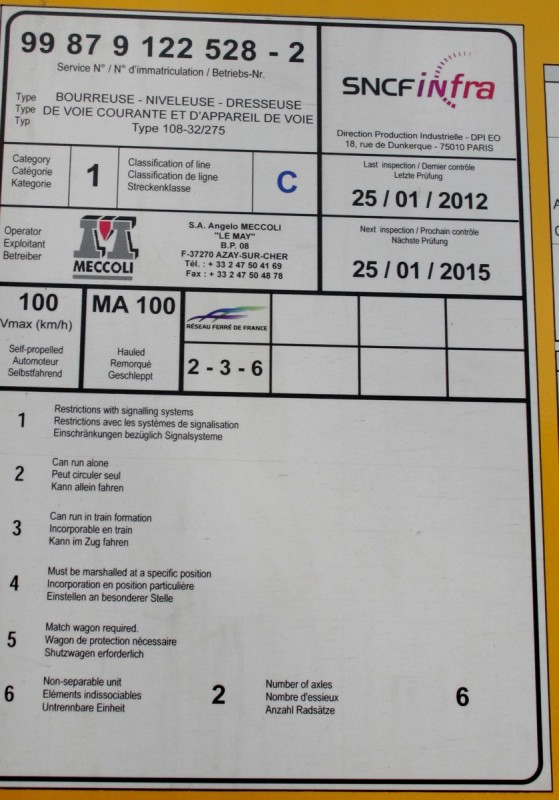 99 87 9 122 528 - 2
Service N° / N° d'immatriculation / Betriebs-Nr.
Type
Type
Typ
BOURREUSE - NIVELEUSE - DRESSEUSE
DE VOIE COURANTE ET D'APPAREIL DE VOIE
Type 108-32/275
SNCF iNfra
Direction Production Industrielle - DPI EO
18, rue de Dunkerque - 75010 PARIS
Category
Catégorie
Kategorie
1
Classification of line
Classification de ligne
Streckenklasse
C
Last inspection / Dernier contrôle
Letzte Prüfung
25 / 01 / 2012
Operator
Exploitant
Betreiber
MECCOLI
S.A. Angelo MECCOLI
"LE MAY"
B.P. 08
F-37270 AZAY-SUR-CHER
Tél. : + 33 2 47 50 41 69
Fax : + 33 2 47 50 48 78
Next inspection / Prochain contrôle
Nächste Prüfung
25 / 01 / 2015
100
Vmax (km/h)
Self-propelled
Automoteur
Selbstfahrend
MA 100
Hauled
Remorqué
Geschleppt
RÉSEAU FERRÉ DE FRANCE
2 - 3 - 6
1
Restrictions with signalling systems
Restrictions avec les systèmes de signalisation
Einschränkungen bezüglich Signalsysteme
2
Can run alone
Peut circuler seul
Kann allein fahren
3
Can run in train formation
Incorporable en train
Kann im Zug fahren
4
Must be marshalled at a specific position
Incorporation en position particulière
Einstellen an besonderer Stelle
5
Match wagon required.
Wagon de protection nécessaire
Shutzwagen erforderlich
6
Non-separable unit
Eléments indissociables
Untrennbare Einheit
2
Number of axles
Nombre d'essieux
Anzahl Radsätze
6